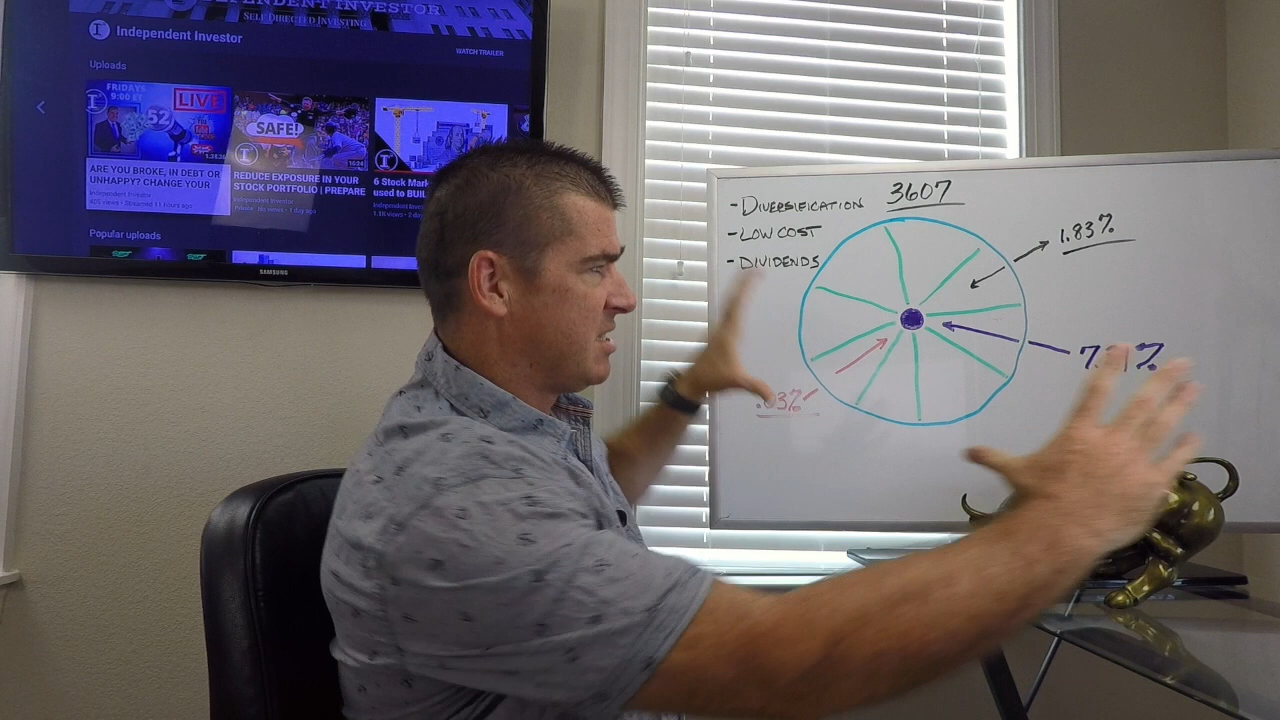 SELF DIRECTED INVESTING
Independent Investor
WATCH TRAILER
Uploads
FRIDAYS
9:00 ET
LIVE
52
SAFE!
ARE YOU BROKE, IN DEBT OR
UNHAPPY? CHANGE YOUR
Independent Investor
REDUCE EXPOSURE IN YOUR
STOCK PORTFOLIO | PREPARE
Independent Investor
6 Stock
used to
Popular uploads
SAMSUNG
3607
- DIVERSIFICATION
- LOW COST
- DIVIDENDS
1.83%